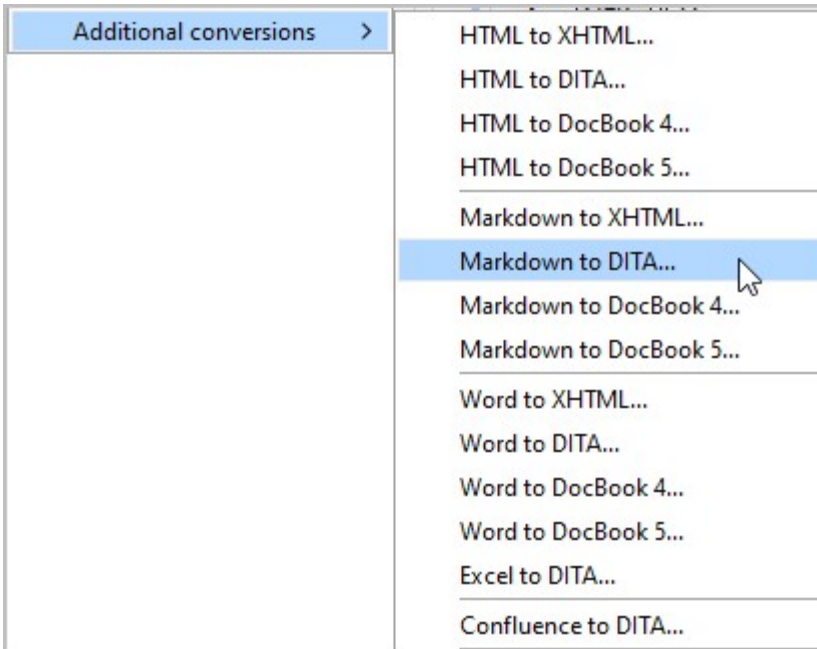 Additional conversions
HTML to XHTML...
HTML to DITA...
HTML to DocBook 4...
HTML to DocBook 5...
Markdown to XHTML...
Markdown to DITA...
Markdown to DocBook 4...
Markdown to DocBook 5...
Word to XHTML...
Word to DITA...
Word to DocBook 4...
Word to DocBook 5...
Excel to DITA...
Confluence to DITA...